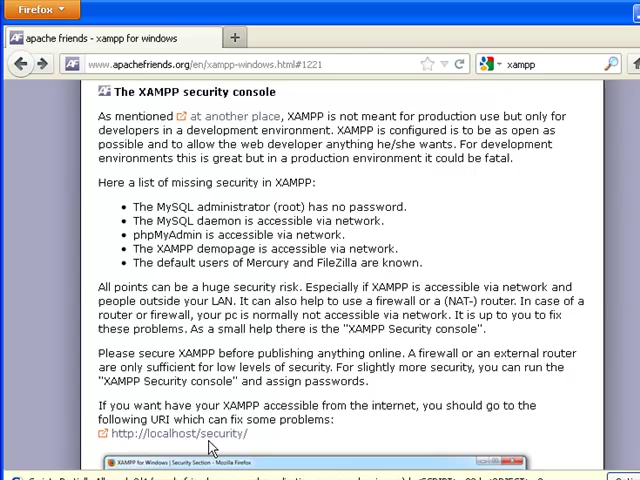 Firefox
apache friends - xampp for windows
www.apachefriends.org/en/xampp-windows.html#1221
xampp
The XAMPP security console
As mentioned at another place, XAMPP is not meant for production use but only for
developers in a development environment. XAMPP is configured is to be as open as
possible and to allow the web developer anything he/she wants. For development
environments this is great but in a production environment it could be fatal.
Here a list of missing security in XAMPP:
The MySQL administrator (root) has no password.
The MySQL daemon is accessible via network.
phpMyAdmin is accessible via network.
The XAMPP demopage is accessible via network.
The default users of Mercury and FileZilla are known.
All points can be a huge security risk. Especially if XAMPP is accessible via network and
people outside your LAN. It can also help to use a firewall or a (NAT-) router. In case of a
router or firewall, your pc is normally not accessible via network. It is up to you to fix
these problems. As a small help there is the "XAMPP Security console".
Please secure XAMPP before publishing anything online. A firewall or an external router
are only sufficient for low levels of security. For slightly more security, you can run the
"XAMPP Security console" and assign passwords.
If you want have your XAMPP accessible from the internet, you should go to the
following URI which can fix some problems:
http://localhost/security/
XAMPP for Windows | Security Section - Mozilla Firefox